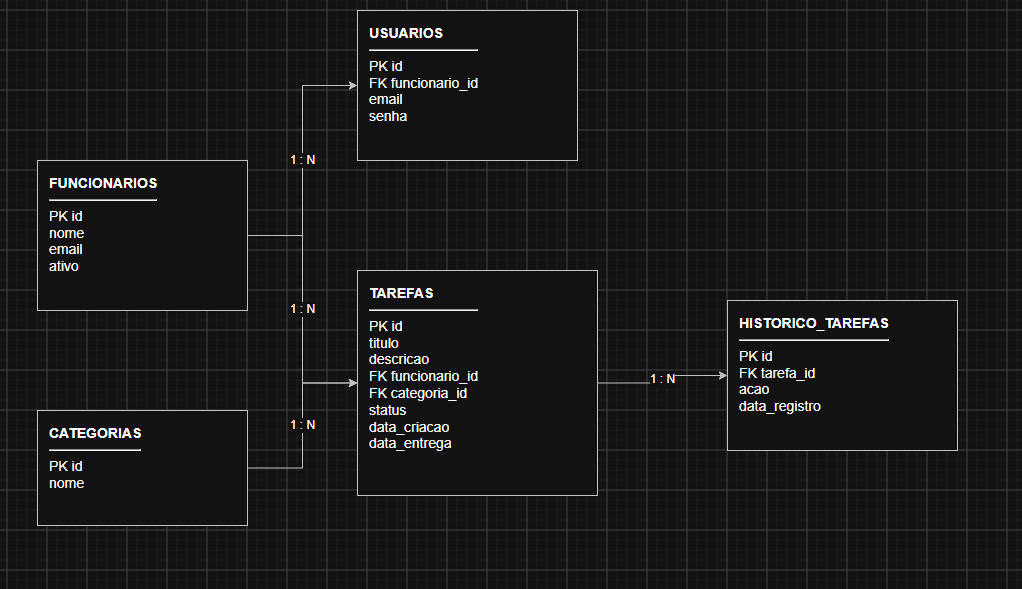 USUARIOS
PK id
FK funcionario_id
email
senha
1 : N
FUNCIONARIOS
PK id
nome
email
ativo
1 : N
TAREFAS
PK id
titulo
descricao
FK funcionario_id
FK categoria_id
status
data_criacao
data_entrega
1 : N
HISTORICO_TAREFAS
PK id
FK tarefa_id
acao
data_registro
1 : N
CATEGORIAS
PK id
nome